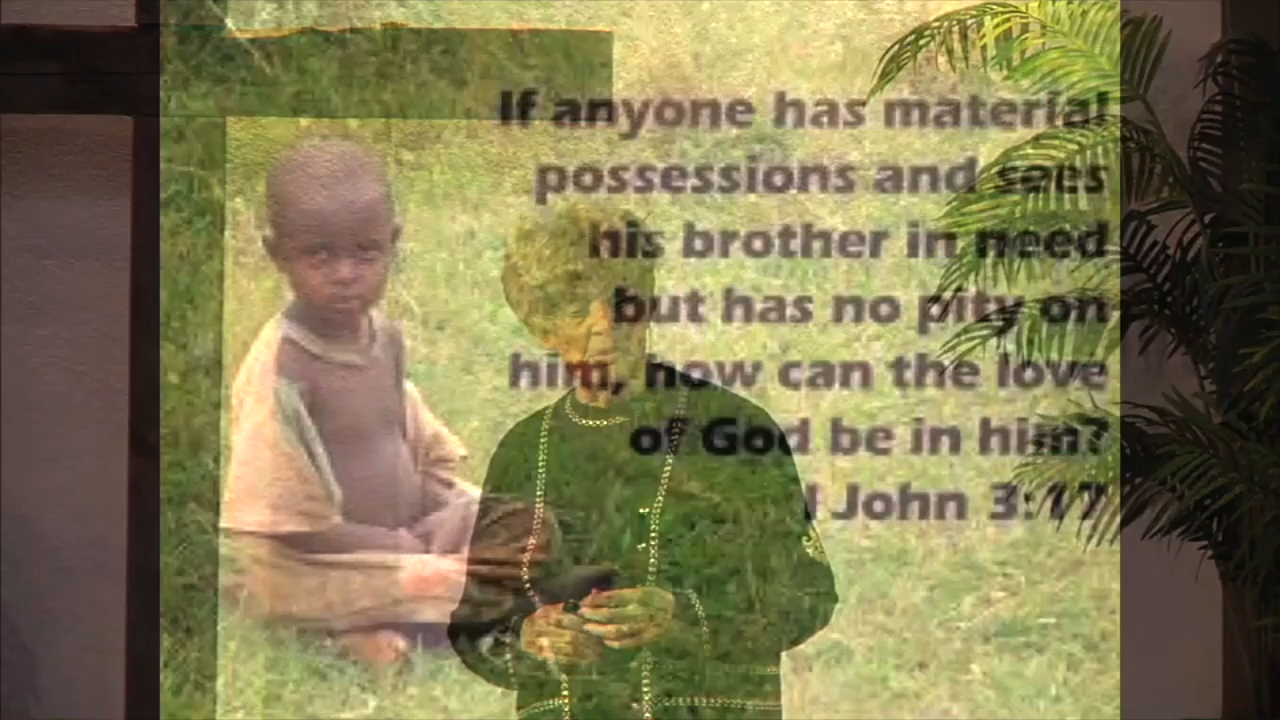 If anyone has material
possessions and sees
his brother in need
but has no pity on
him, how can the love
of God be in him?
I John 3:17